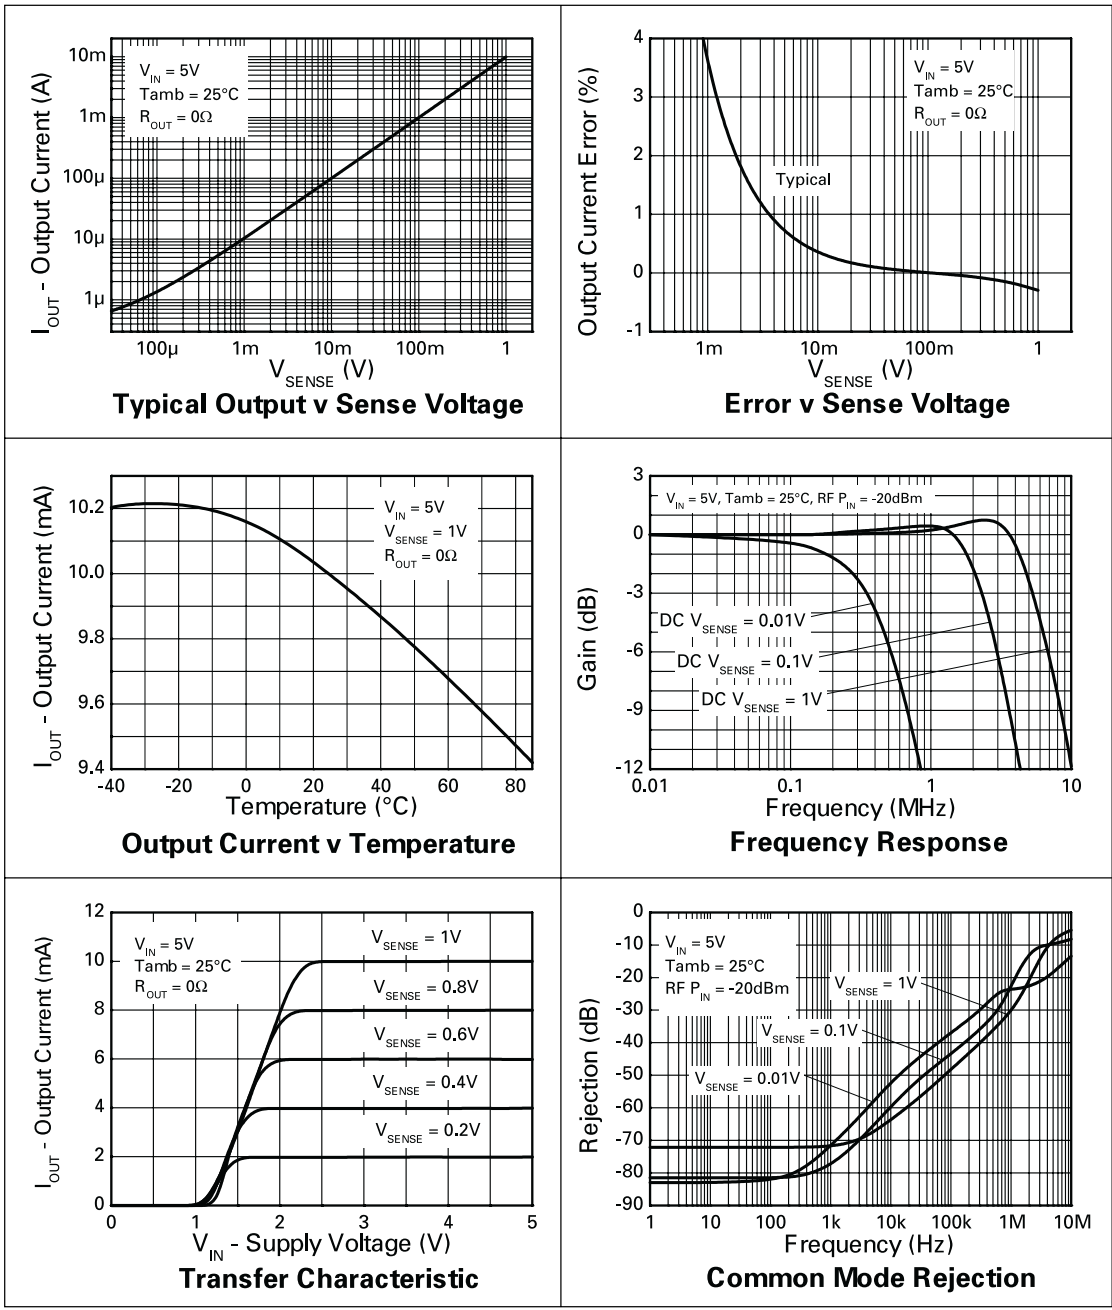 10m
1m
100µ
10µ
1µ
I_OUT - Output Current (A)
V_IN = 5V
Tamb = 25°C
R_OUT = 0Ω
100µ 1m 10m 100m 1
V_SENSE (V)
Typical Output v Sense Voltage
4
3
2
1
0
-1
Output Current Error (%)
V_IN = 5V
Tamb = 25°C
R_OUT = 0Ω
Typical
1m 10m 100m 1
V_SENSE (V)
Error v Sense Voltage
10.2
10.0
9.8
9.6
9.4
I_OUT - Output Current (mA)
V_IN = 5V
V_SENSE = 1V
R_OUT = 0Ω
-40 -20 0 20 40 60 80
Temperature (°C)
Output Current v Temperature
3
0
-3
-6
-9
-12
Gain (dB)
V_IN = 5V, Tamb = 25°C, RF P_IN = -20dBm
DC V_SENSE = 0.01V
DC V_SENSE = 0.1V
DC V_SENSE = 1V
0.01 0.1 1 10
Frequency (MHz)
Frequency Response
12
10
8
6
4
2
0
I_OUT - Output Current (mA)
V_IN = 5V
Tamb = 25°C
R_OUT = 0Ω
V_SENSE = 1V
V_SENSE = 0.8V
V_SENSE = 0.6V
V_SENSE = 0.4V
V_SENSE = 0.2V
0 1 2 3 4 5
V_IN - Supply Voltage (V)
Transfer Characteristic
0
-10
-20
-30
-40
-50
-60
-70
-80
-90
Rejection (dB)
V_IN = 5V
Tamb = 25°C
RF P_IN = -20dBm
V_SENSE = 1V
V_SENSE = 0.1V
V_SENSE = 0.01V
1 10 100 1k 10k 100k 1M 10M
Frequency (Hz)
Common Mode Rejection